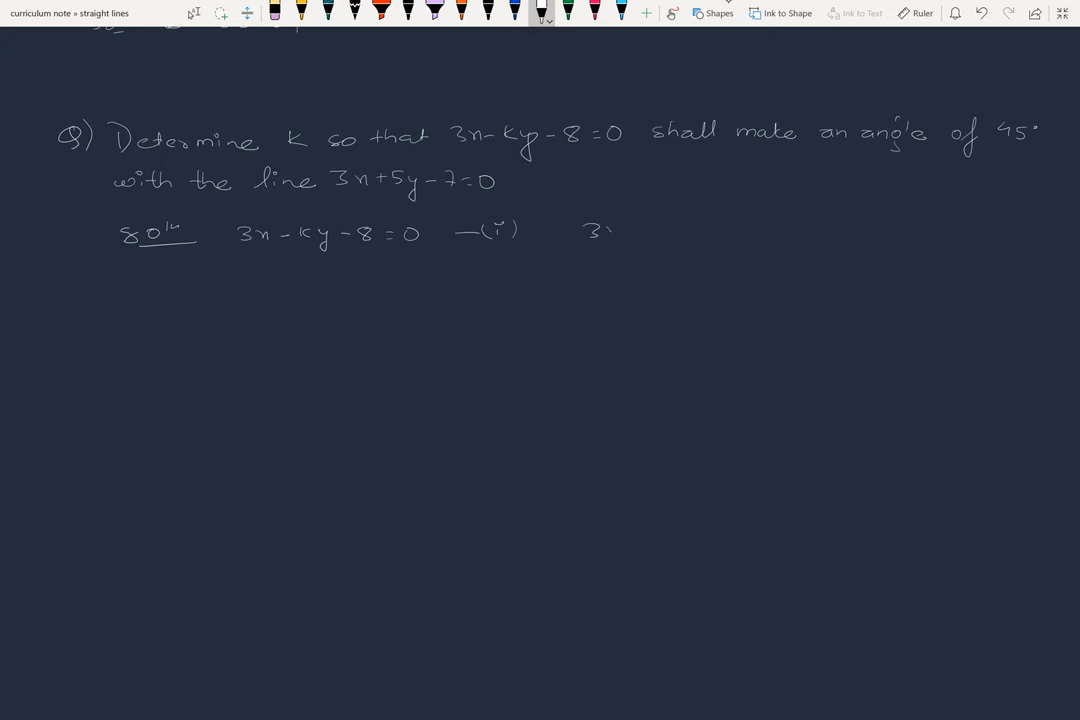 curriculum note » straight lines
Shapes Ink to Shape Ink to Text Ruler
Q) Determine K so that 3x-ky-8=0 shall make an angle of 45°
with the line 3x+5y-7=0
Soln 3x-ky-8=0 —(i) 3